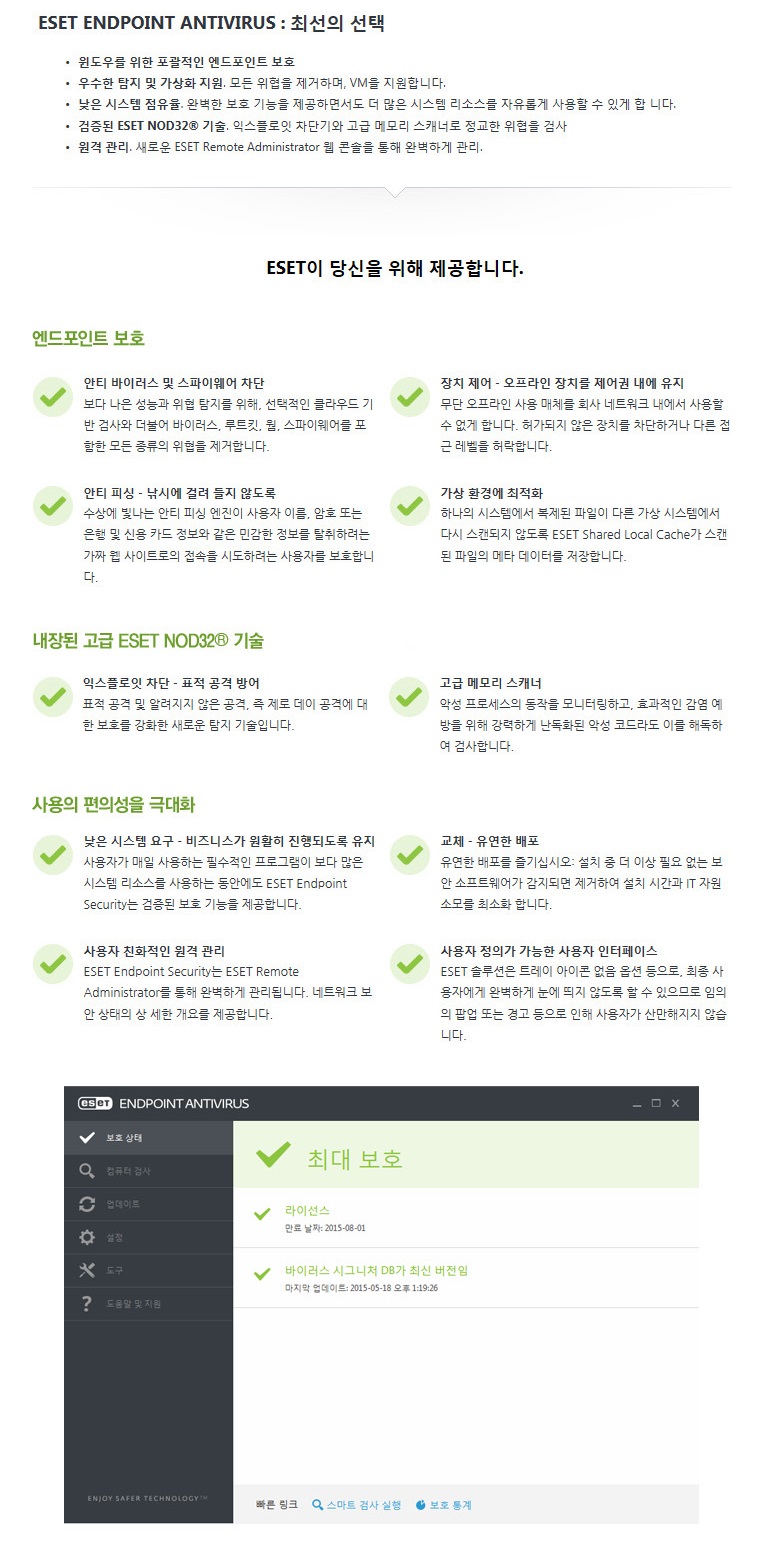 ESET ENDPOINT ANTIVIRUS : 최선의 선택
• 윈도우를 위한 포괄적인 엔드포인트 보호
• 우수한 탐지 및 가상화 지원. 모든 위협을 제거하며, VM을 지원합니다.
• 낮은 시스템 점유율. 완벽한 보호 기능을 제공하면서도 더 많은 시스템 리소스를 자유롭게 사용할 수 있게 합 니다.
• 검증된 ESET NOD32® 기술. 익스플로잇 차단기와 고급 메모리 스캐너로 정교한 위협을 검사
• 원격 관리. 새로운 ESET Remote Administrator 웹 콘솔을 통해 완벽하게 관리.
ESET이 당신을 위해 제공합니다.
엔드포인트 보호
안티 바이러스 및 스파이웨어 차단
보다 나은 성능과 위협 탐지를 위해, 선택적인 클라우드 기
반 검사와 더불어 바이러스, 루트킷, 웜, 스파이웨어를 포
함한 모든 종류의 위협을 제거합니다.
장치 제어 - 오프라인 장치를 제어권 내에 유지
무단 오프라인 사용 매체를 회사 네트워크 내에서 사용할
수 없게 합니다. 허가되지 않은 장치를 차단하거나 다른 접
근 레벨을 허락합니다.
안티 피싱 - 낚시에 걸려 들지 않도록
수상에 빛나는 안티 피싱 엔진이 사용자 이름, 암호 또는
은행 및 신용 카드 정보와 같은 민감한 정보를 탈취하려는
가짜 웹 사이트로의 접속을 시도하려는 사용자를 보호합니
다.
가상 환경에 최적화
하나의 시스템에서 복제된 파일이 다른 가상 시스템에서
다시 스캔되지 않도록 ESET Shared Local Cache가 스캔
된 파일의 메타 데이터를 저장합니다.
내장된 고급 ESET NOD32® 기술
익스플로잇 차단 - 표적 공격 방어
표적 공격 및 알려지지 않은 공격, 즉 제로 데이 공격에 대
한 보호를 강화한 새로운 탐지 기술입니다.
고급 메모리 스캐너
악성 프로세스의 동작을 모니터링하고, 효과적인 감염 예
방을 위해 강력하게 난독화된 악성 코드라도 이를 해독하
여 검사합니다.
사용의 편의성을 극대화
낮은 시스템 요구 - 비즈니스가 원활히 진행되도록 유지
사용자가 매일 사용하는 필수적인 프로그램이 보다 많은
시스템 리소스를 사용하는 동안에도 ESET Endpoint
Security는 검증된 보호 기능을 제공합니다.
교체 - 유연한 배포
유연한 배포를 즐기십시오: 설치 중 더 이상 필요 없는 보
안 소프트웨어가 감지되면 제거하여 설치 시간과 IT 자원
소모를 최소화 합니다.
사용자 친화적인 원격 관리
ESET Endpoint Security는 ESET Remote
Administrator를 통해 완벽하게 관리됩니다. 네트워크 보
안 상태의 상 세한 개요를 제공합니다.
사용자 정의가 가능한 사용자 인터페이스
ESET 솔루션은 트레이 아이콘 없음 옵션 등으로, 최종 사
용자에게 완벽하게 눈에 띄지 않도록 할 수 있으므로 임의
의 팝업 또는 경고 등으로 인해 사용자가 산만해지지 않습
니다.
eseT ENDPOINT ANTIVIRUS
보호 상태
컴퓨터 검사
업데이트
설정
도구
도움말 및 지원
ENJOY SAFER TECHNOLOGY™
최대 보호
라이선스
만료 날짜: 2015-08-01
바이러스 시그니처 DB가 최신 버전임
마지막 업데이트: 2015-05-18 오후 1:19:26
빠른 링크 스마트 검사 실행 보호 통계